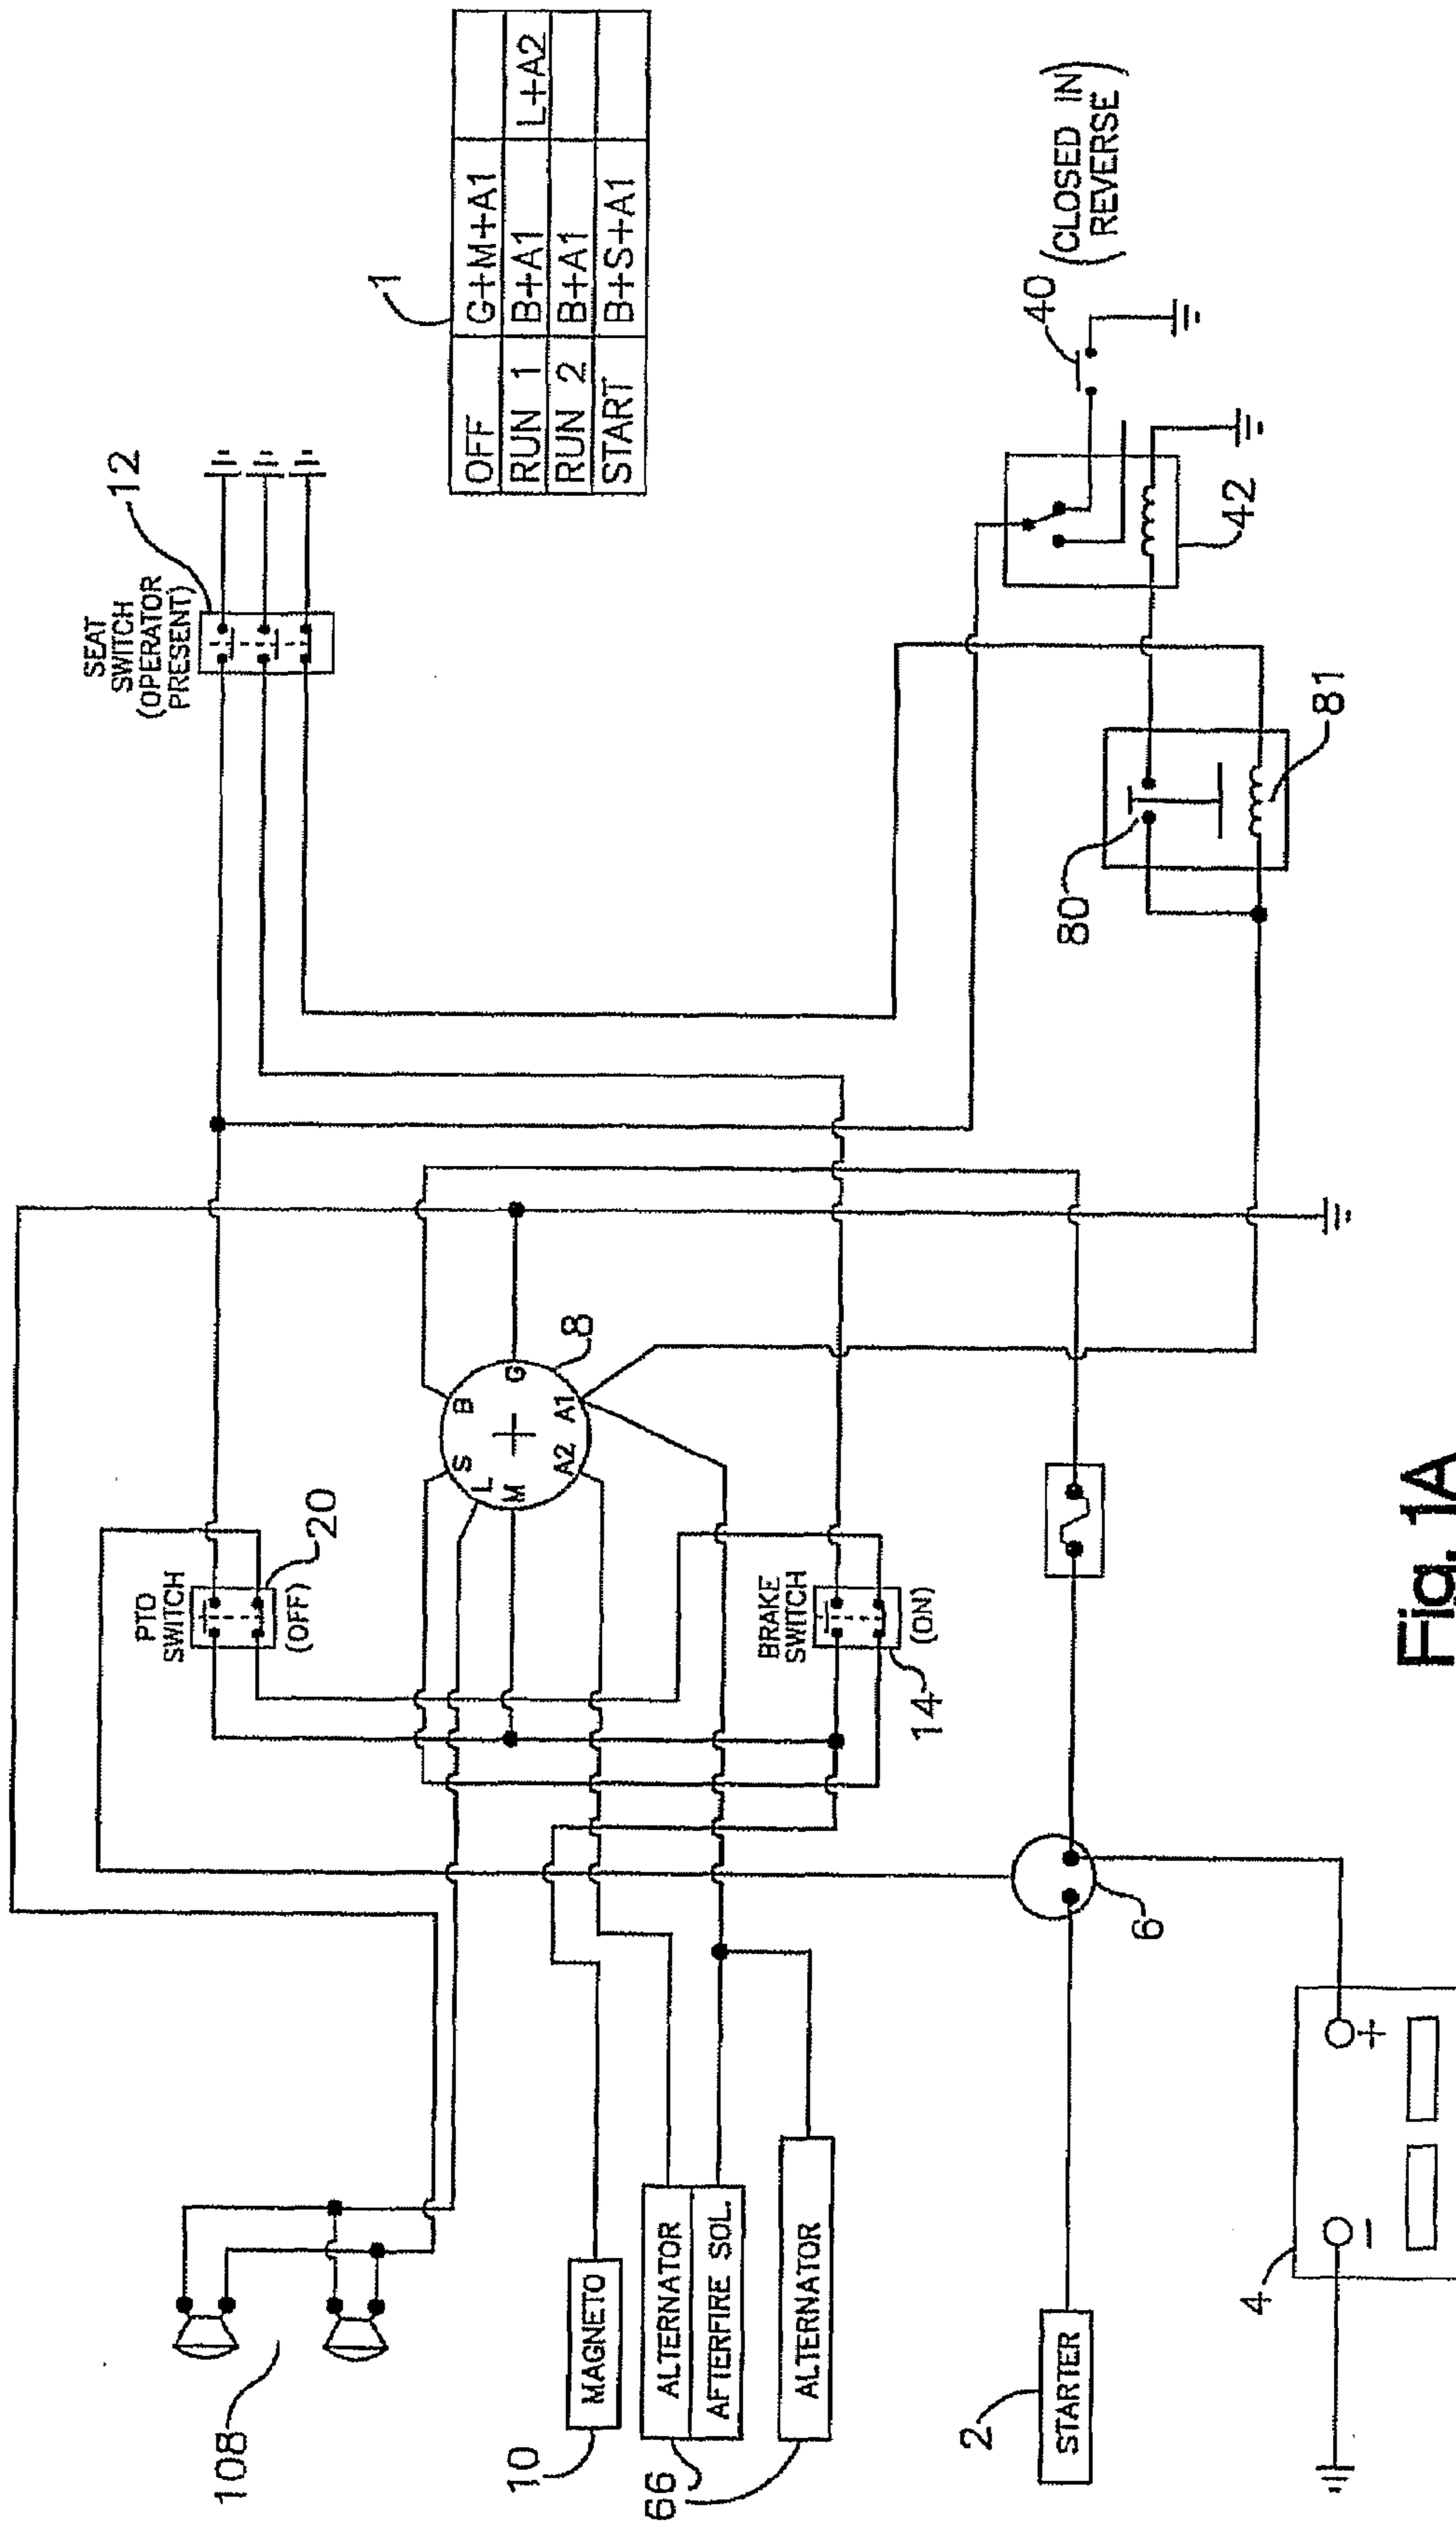 108
10
66
2
4
MAGNETO
ALTERNATOR
AFTERFIRE SOL.
ALTERNATOR
STARTER
+
−
6
PTO
SWITCH
20
(OFF)
BRAKE
SWITCH
14
(ON)
S
B
L
M
G
A2
A1
8
SEAT
SWITCH
(OPERATOR
PRESENT)
12
80
81
42
40
(CLOSED IN
REVERSE)
1
OFF G+M+A1
RUN 1 B+A1 L+A2
RUN 2 B+A1
START B+S+A1
Fig. 1A